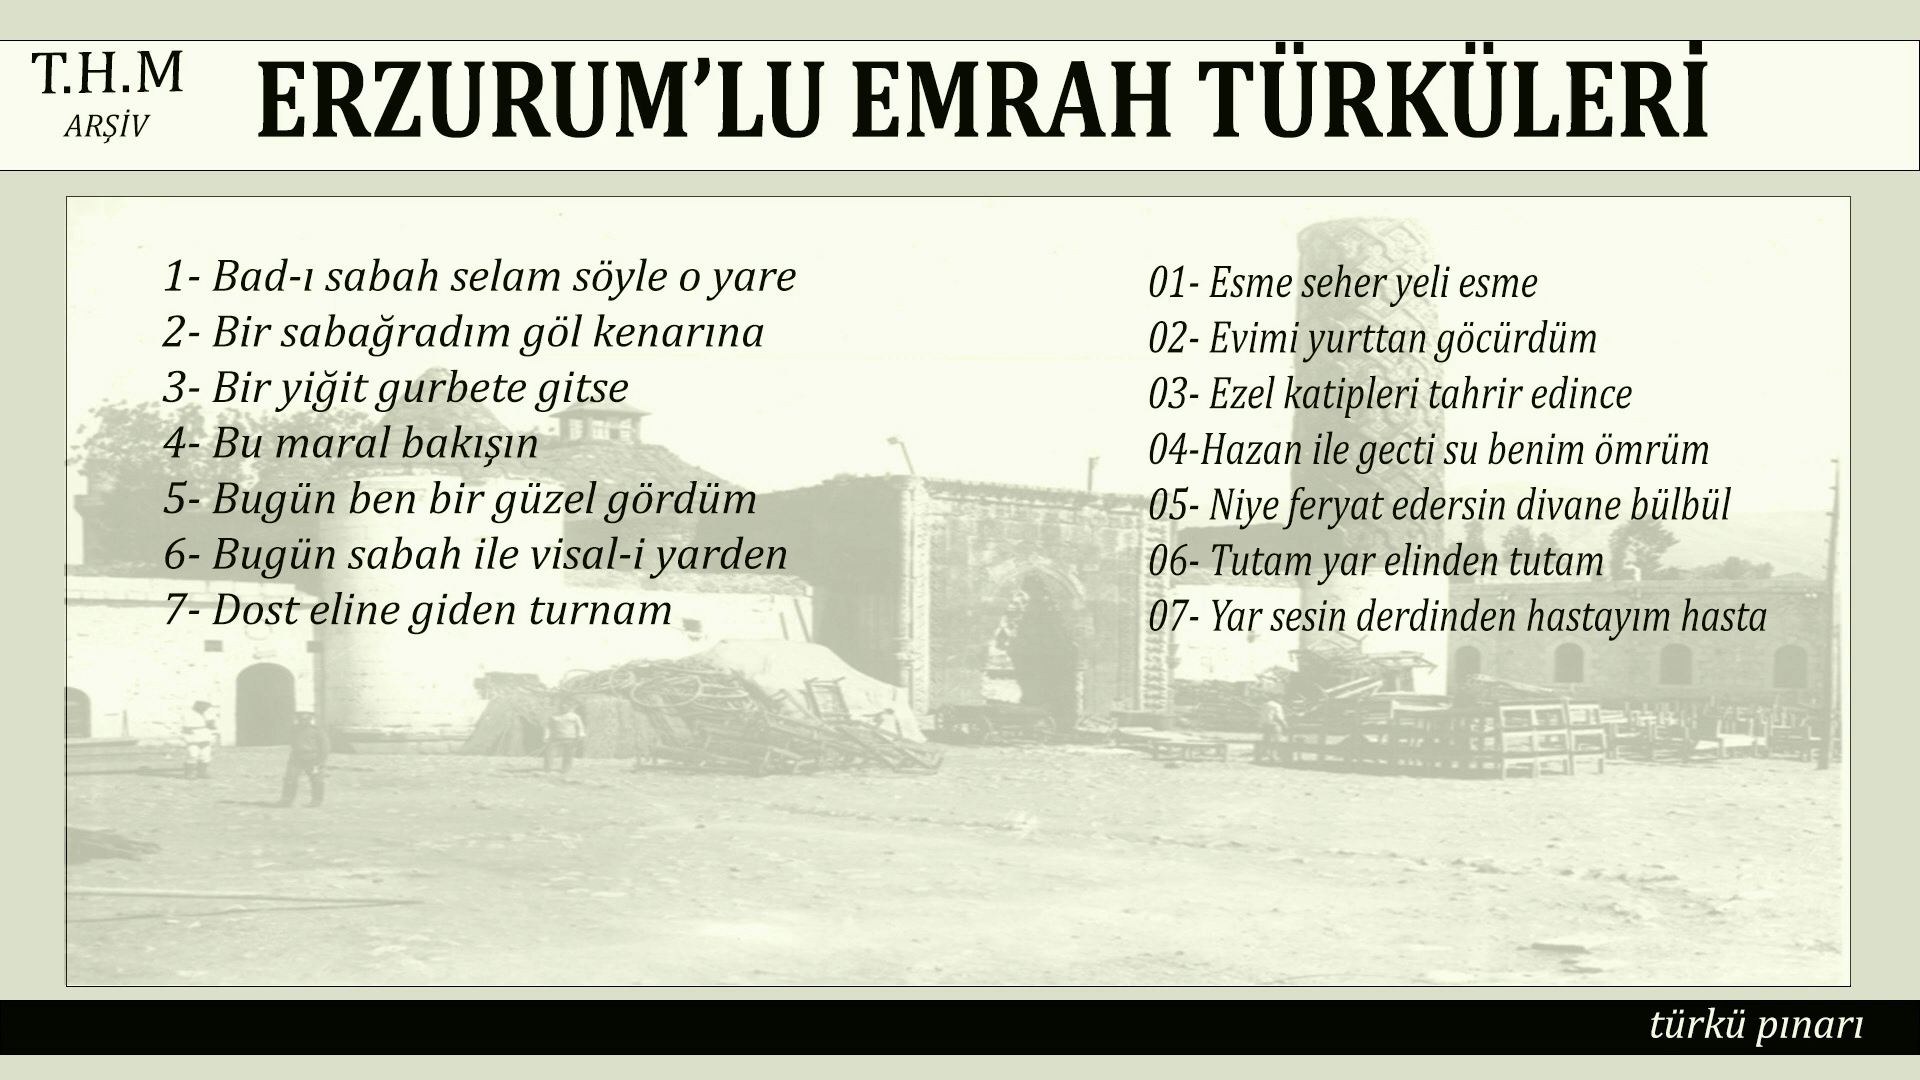 T.H.M
ARŞİV
ERZURUM’LU EMRAH TÜRKÜLERİ
1- Bad-ı sabah selam söyle o yare
2- Bir sabağradım göl kenarına
3- Bir yiğit gurbete gitse
4- Bu maral bakışın
5- Bugün ben bir güzel gördüm
6- Bugün sabah ile visal-i yarden
7- Dost eline giden turnam
01- Esme seher yeli esme
02- Evimi yurttan göcürdüm
03- Ezel katipleri tahrir edince
04-Hazan ile gecti su benim ömrüm
05- Niye feryat edersin divane bülbül
06- Tutam yar elinden tutam
07- Yar sesin derdinden hastayım hasta
türkü pınarı